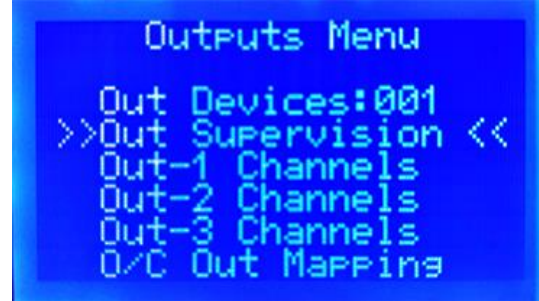 Outputs Menu
Out Devices:001
>>Out Supervision <<
Out-1 Channels
Out-2 Channels
Out-3 Channels
O/C Out Mapping